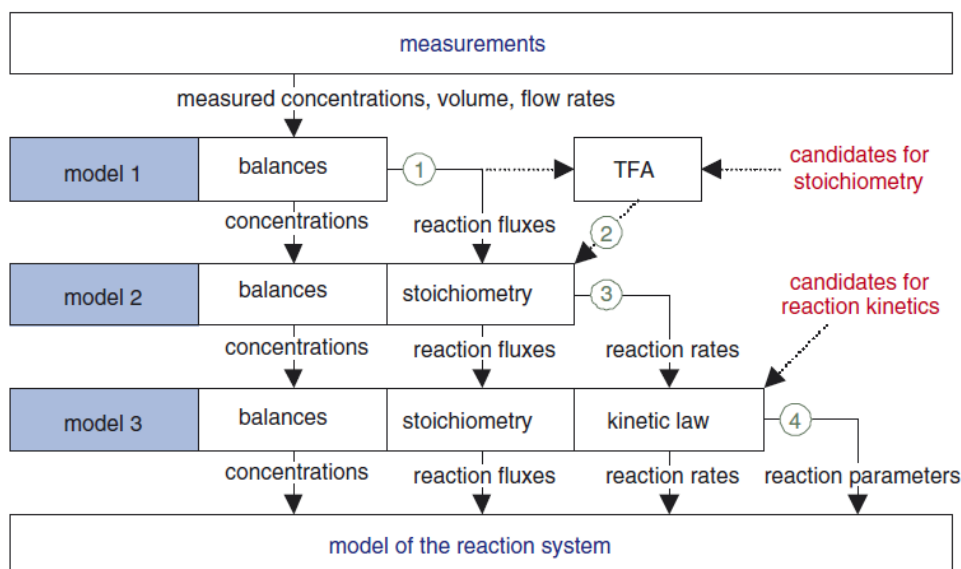 measurements
measured concentrations, volume, flow rates
model 1
balances
1
TFA
candidates for
stoichiometry
concentrations
reaction fluxes
2
model 2
balances
stoichiometry
3
candidates for
reaction kinetics
concentrations
reaction fluxes
reaction rates
model 3
balances
stoichiometry
kinetic law
4
concentrations
reaction fluxes
reaction rates
reaction parameters
model of the reaction system